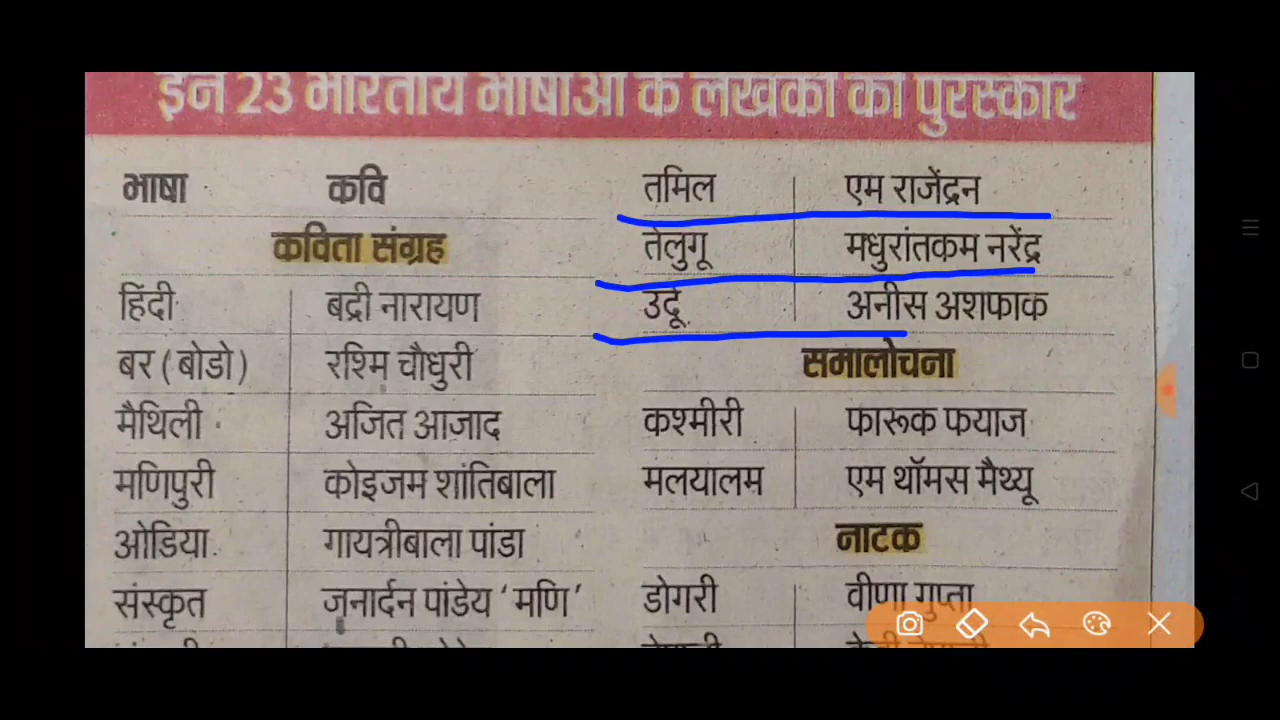 इन 23 भारतीय भाषाओं के लेखकों को पुरस्कार
भाषा कवि
कविता संग्रह
हिंदी बद्री नारायण
बर ( बोडो ) रश्मि चौधुरी
मैथिली अजित आजाद
मणिपुरी कोइजम शांतिबाला
ओडिया गायत्रीबाला पांडा
संस्कृत जनार्दन पांडेय ‘मणि’
तमिल एम राजेंद्रन
तेलुगू मधुरांतकम नरेंद्र
उर्दू अनीस अशफाक
समालोचना
कश्मीरी फारूक फयाज
मलयालम एम थॉमस मैथ्यू
नाटक
डोगरी वीणा गुप्ता